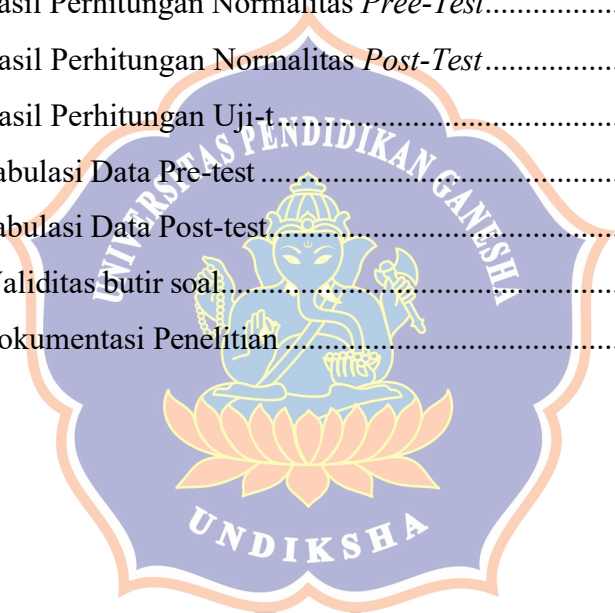 asil Perhitungan Normalitas Pree-Test.................
asil Perhitungan Normalitas Post-Test.................
asil Perhitungan Uji-t............................................
abulasi Data Pre-test .............................................
abulasi Data Post-test............................................
aliditas butir soal...................................................
okumentasi Penelitian ..........................................
UNIVERSITAS PENDIDIKAN GANESHA
UNDIKSHA